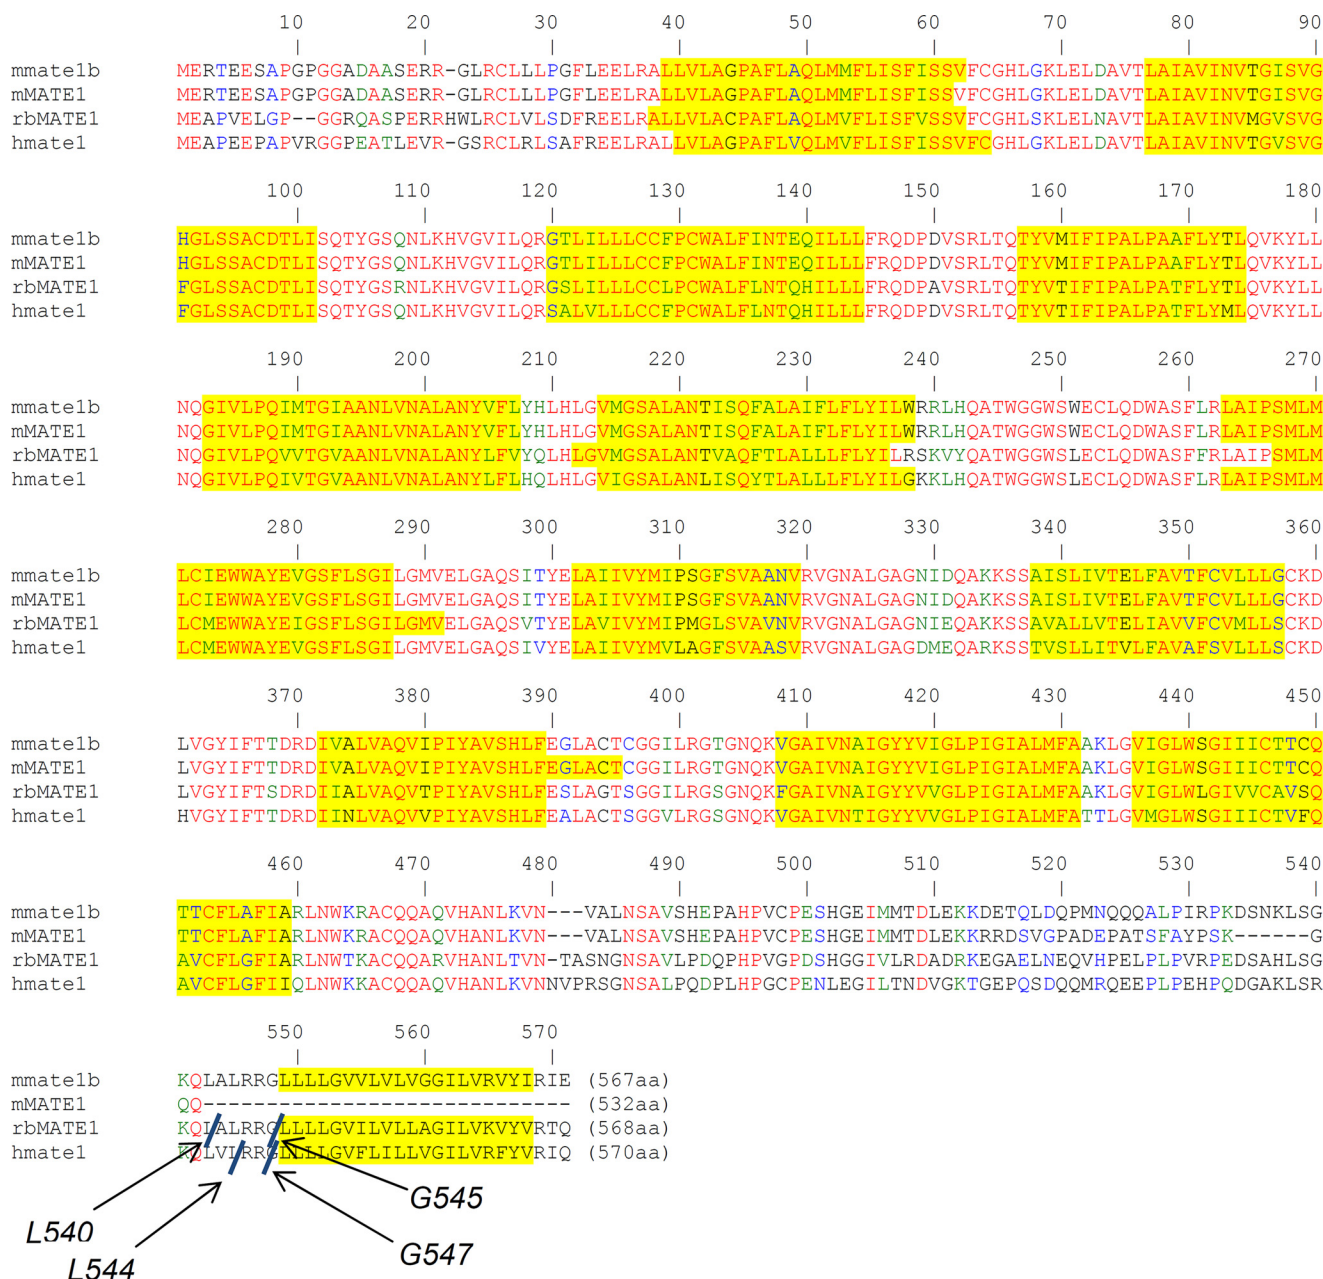 10 20 30 40 50 60 70 80 90
mmate1b MERTEESAPGPGGADAASERR-GLRCLLLPGFLEELRALLVLAGPAFLAQLMMFLISFISSVFCGHLGKLELDAVTLAIAVINVTGISVG
mMATE1 MERTEESAPGPGGADAASERR-GLRCLLLPGFLEELRALLVLAGPAFLAQLMMFLISFISSVFCGHLGKLELDAVTLAIAVINVTGISVG
rbMATE1 MEAPVELGP--GGRQASPERRHWLRCLVLSDFREELRALLVLACPAFLAQLMVFLISFVSSVFCGHLSKLELNAVTLAIAVINVMGVSVG
hmate1 MEAPEEPAPVRGGPEATLEVR-GSRCLRLSAFREELRALLVLAGPAFLVQLMVFLISFISSVFCGHLGKLELDAVTLAIAVINVTGVSVG
100 110 120 130 140 150 160 170 180
mmate1b HGLSSACDTLISQTYGSQNLKHVGVILQRGTLILLLCCFPCWALFINTEQILLLFRQDPDVSRLTQTYVMIFIPALPAAFLYTLQVKYLL
mMATE1 HGLSSACDTLISQTYGSQNLKHVGVILQRGTLILLLCCFPCWALFINTEQILLLFRQDPDVSRLTQTYVMIFIPALPAAFLYTLQVKYLL
rbMATE1 FGLSSACDTLISQTYGSRNLKHVGVILQRGSLILLLCCLPCWALFLNTQHILLLFRQDPAVSRLTQTYVTIFIPALPATFLYTLQVKYLL
hmate1 FGLSSACDTLISQTYGSQNLKHVGVILQRSALVLLLCCFPCWALFLNTQHILLLFRQDPDVSRLTQTYVTIFIPALPATFLYMLQVKYLL
190 200 210 220 230 240 250 260 270
mmate1b NQGIVLPQIMTGIAANLVNALANYVFLYHLHLGVMGSALANTISQFALAIFLFLYILWRRLHQATWGGWSWECLQDWASFLRLAIPSMLM
mMATE1 NQGIVLPQIMTGIAANLVNALANYVFLYHLHLGVMGSALANTISQFALAIFLFLYILWRRLHQATWGGWSWECLQDWASFLRLAIPSMLM
rbMATE1 NQGIVLPQVVTGVAANLVNALANYLFVYQLHLGVMGSALANTVAQFTLALFLFLYILRSKVYQATWGGWSLECLQDWASFFRLAIPSMLM
hmate1 NQGIVLPQIVTGVAANLVNALANYLFLHQLHLGVIGSALANLISQYTLALLLFLYILGKKLHQATWGGWSLECLQDWASFLRLAIPSMLM
280 290 300 310 320 330 340 350 360
mmate1b LCIEWWAYEVGSFLSGILGMVELGAQSITYELAIIVYMIPSGFSVAANVRVGNALGAGNIDQAKKSSAISLIVTELFAVTFCVLLLGCKD
mMATE1 LCIEWWAYEVGSFLSGILGMVELGAQSITYELAIIVYMIPSGFSVAANVRVGNALGAGNIDQAKKSSAISLIVTELFAVTFCVLLLGCKD
rbMATE1 LCMEWWAYEIGSFLSGILGMVELGAQSVTYELAVIVYMIPMGLSVAVNVRVGNALGAGNIEQAKKSSAVALLVTELIAVVFCVMLLSCKD
hmate1 LCMEWWAYEVGSFLSGILGMVELGAQSIVYELAIIVYMVLAGFSVAASVRVGNALGAGDMEQARKSSTVSLLITVLFAVAFSVLLLSCKD
370 380 390 400 410 420 430 440 450
mmate1b LVGYIFTTDRDIVALVAQVIPIYAVSHLFEGLACTCGGILRGTGNQKVGAIVNAIGYYVIGLPIGIALMFAAKLGVIGLWSGIIICTTCQ
mMATE1 LVGYIFTTDRDIVALVAQVIPIYAVSHLFEGLACTCGGILRGTGNQKVGAIVNAIGYYVIGLPIGIALMFAAKLGVIGLWSGIIICTTCQ
rbMATE1 LVGYIFTSDRDIIALVAQVTPIYAVSHLFESLAGTSGGILRGSGNQKFGAIVNAIGYYVVGLPIGIALMFAAKLGVIGLWLGIVVCAVSQ
hmate1 HVGYIFTTDRDIINLVAQVVPIYAVSHLFEALACTSGGVLRGSGNQKVGAIVNTIGYYVVGLPIGIALMFATTLGVMGLWSGIIICTVFQ
460 470 480 490 500 510 520 530 540
mmate1b TTCFLAFIARLNWKRACQQAQVHANLKVN---VALNSAVSHEPAHPVCPESHGEIMMTDLEKKDETQLDQPMNQQQALPIRPKDSNKLSG
mMATE1 TTCFLAFIARLNWKRACQQAQVHANLKVN---VALNSAVSHEPAHPVCPESHGEIMMTDLEKKRRDSVGPADEPATSFAYPSK------G
rbMATE1 AVCFLGFIARLNWTKACQQARVHANLTVN-TASNGNSAVLPDQPHPVGPDSHGGIVLRDADRKEGAELNEQVHPELPLPVRPEDSAHLSG
hmate1 AVCFLGFIIQLNWKKACQQAQVHANLKVNNVPRSGNSALPQDPLHPGCPENLEGILTNDVGKTGEPQSDQQMRQEEPLPEHPQDGAKLSR
550 560 570
mmate1b KQLALRRGLLLLGVVLVLVGGILVRVYIRIE (567aa)
mMATE1 QQ----------------------------- (532aa)
rbMATE1 KQLALRRGLLLLGVILVLLAGILVKVYVRTQ (568aa)
hmate1 KQLVLRRGLLLLGVFLILLVGILVRFYVRIQ (570aa)
G545
L540
G547
L544